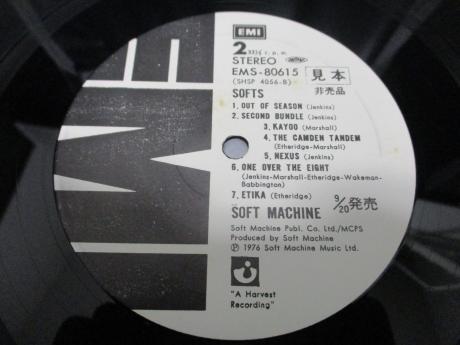 EMI
2 33⅓ r.p.m.
STEREO
EMS-80615 見本
(SHSP 4056-B) 非売品
SOFTS
1. OUT OF SEASON (Jenkins)
2. SECOND BUNDLE (Jenkins)
3. KAYOO (Marshall)
4. THE CAMDEN TANDEM
(Etheridge-Marshall)
5. NEXUS (Jenkins)
6. ONE OVER THE EIGHT
(Jenkins-Marshall-Etheridge-Wakeman-
Babbington)
7. ETIKA (Etheridge)
9/20発売
SOFT MACHINE
Soft Machine Publ. Co. Ltd./MCPS
Produced by Soft Machine
Ⓟ 1976 Soft Machine Music Ltd.
"A Harvest
Recording"
EMI